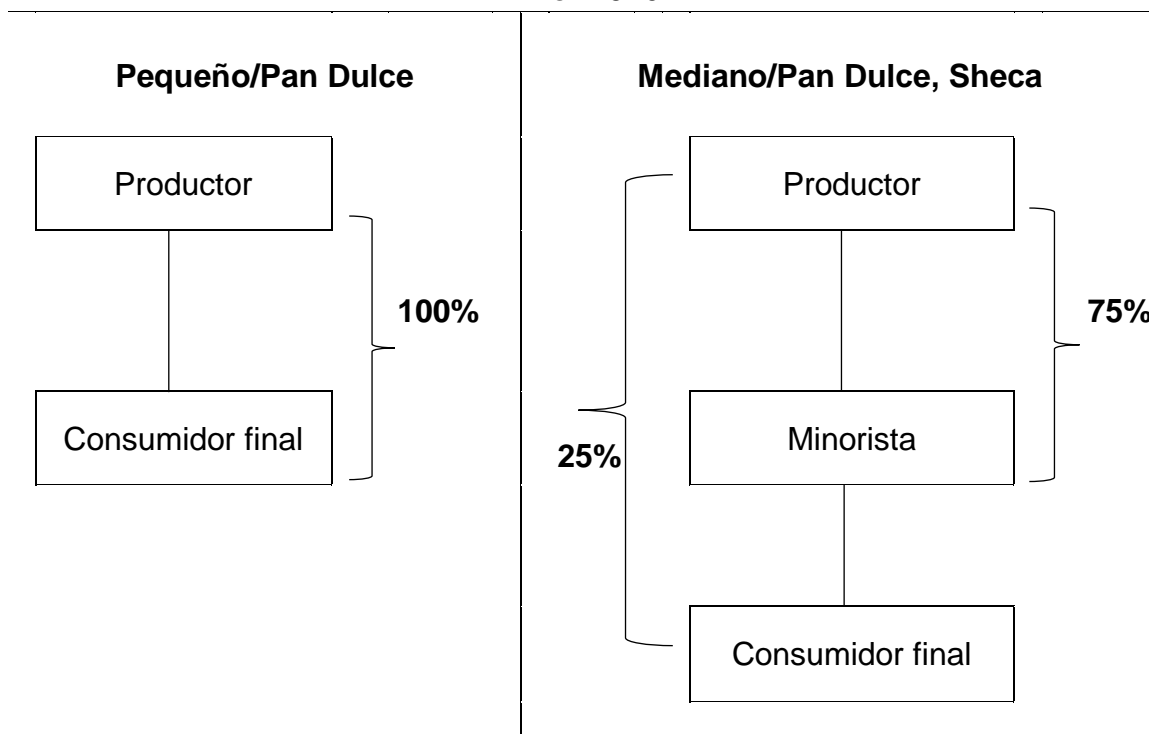 Pequeño/Pan Dulce
Productor
100%
Consumidor final
Mediano/Pan Dulce, Sheca
Productor
75%
Minorista
25%
Consumidor final